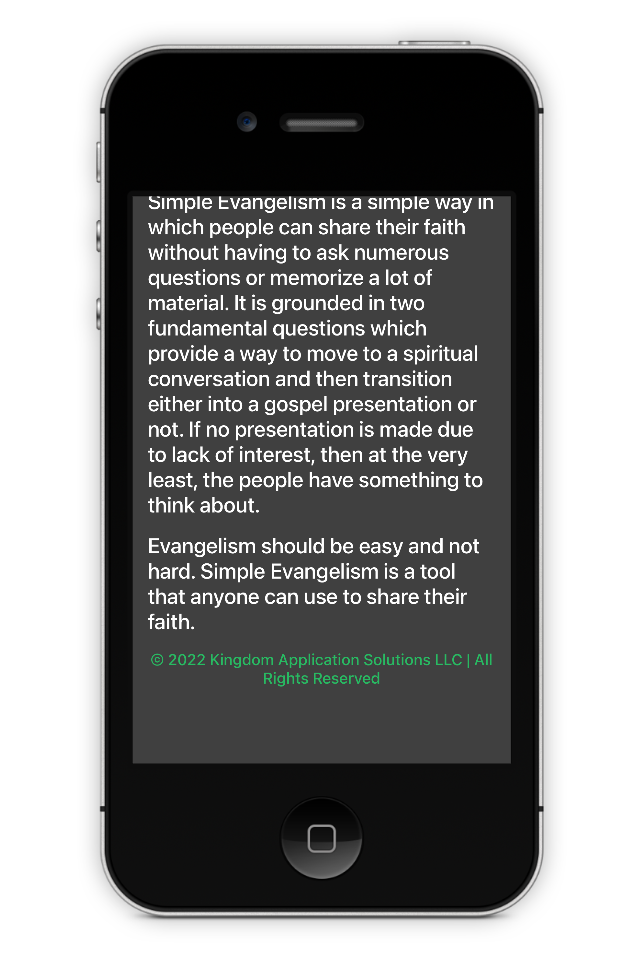 Simple Evangelism is a simple way in
which people can share their faith
without having to ask numerous
questions or memorize a lot of
material. It is grounded in two
fundamental questions which
provide a way to move to a spiritual
conversation and then transition
either into a gospel presentation or
not. If no presentation is made due
to lack of interest, then at the very
least, the people have something to
think about.
Evangelism should be easy and not
hard. Simple Evangelism is a tool
that anyone can use to share their
faith.
© 2022 Kingdom Application Solutions LLC | All
Rights Reserved